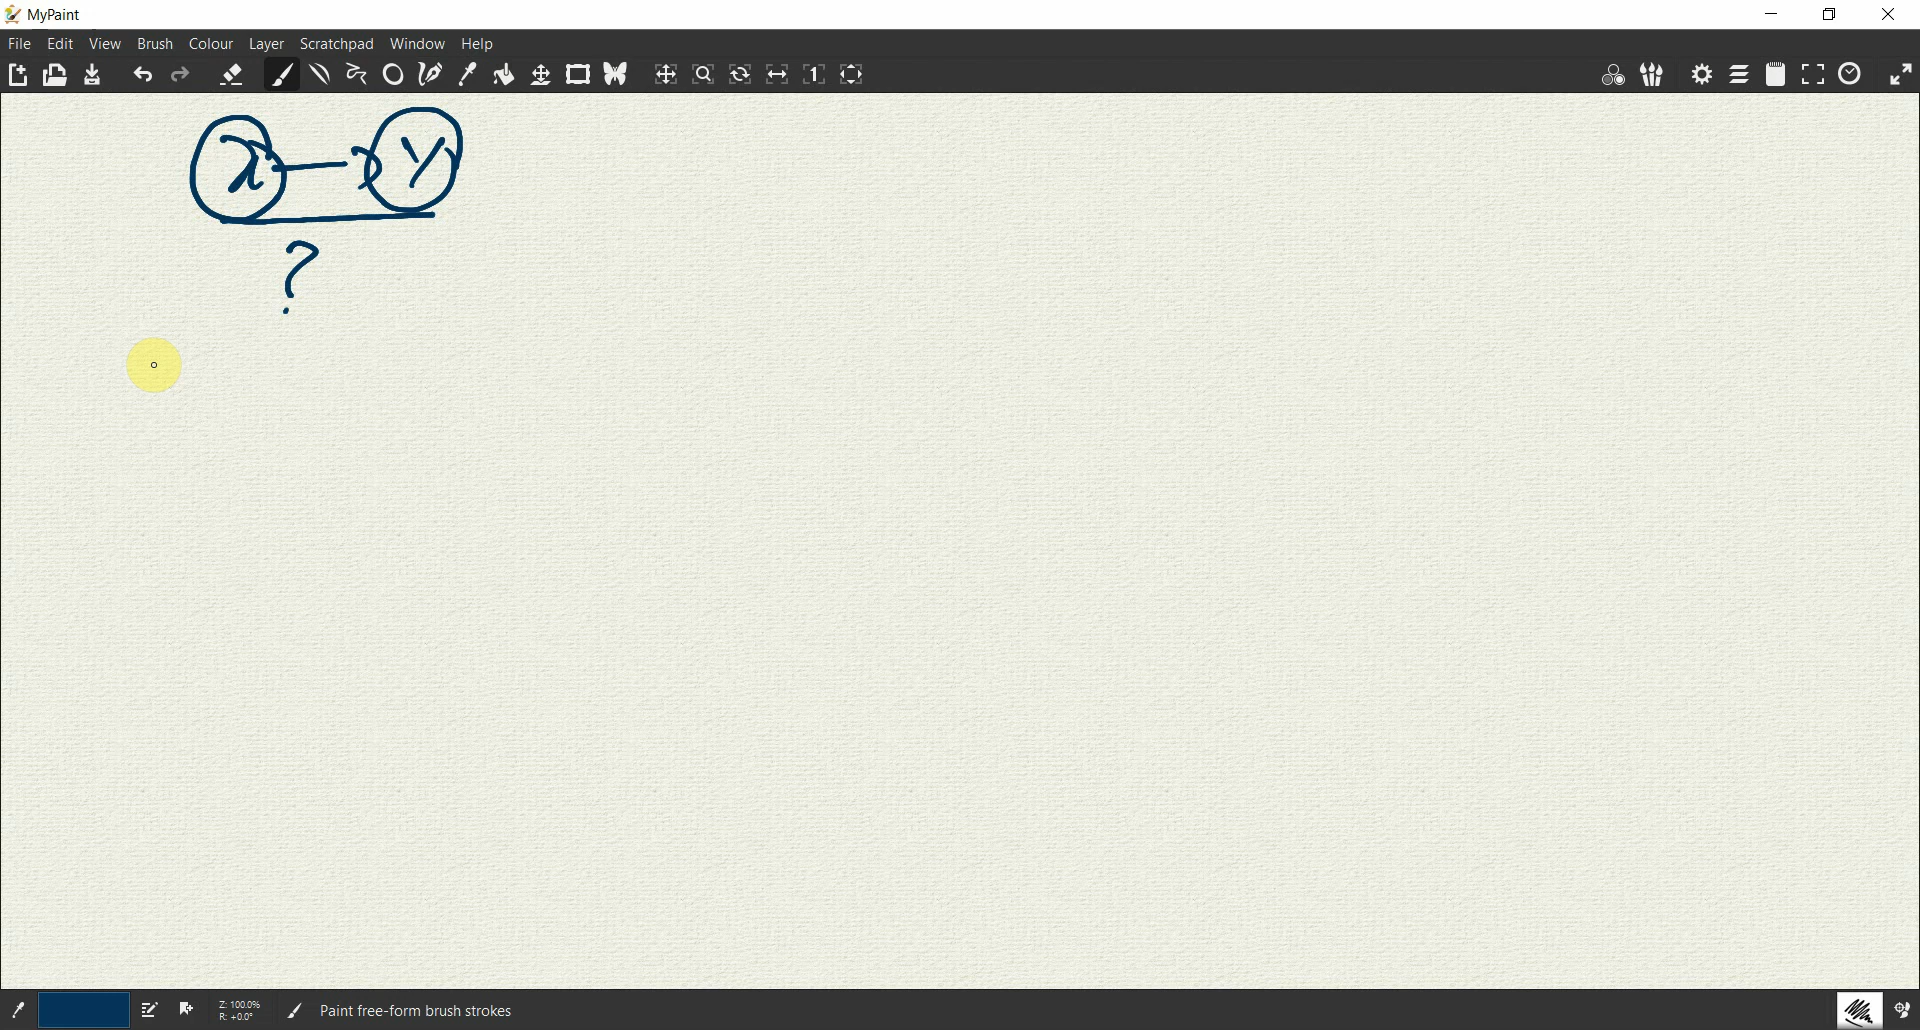 MyPaint
File Edit View Brush Colour Layer Scratchpad Window Help
x → y
?
Z: 100.0%
R: +0.0°
Paint free-form brush strokes